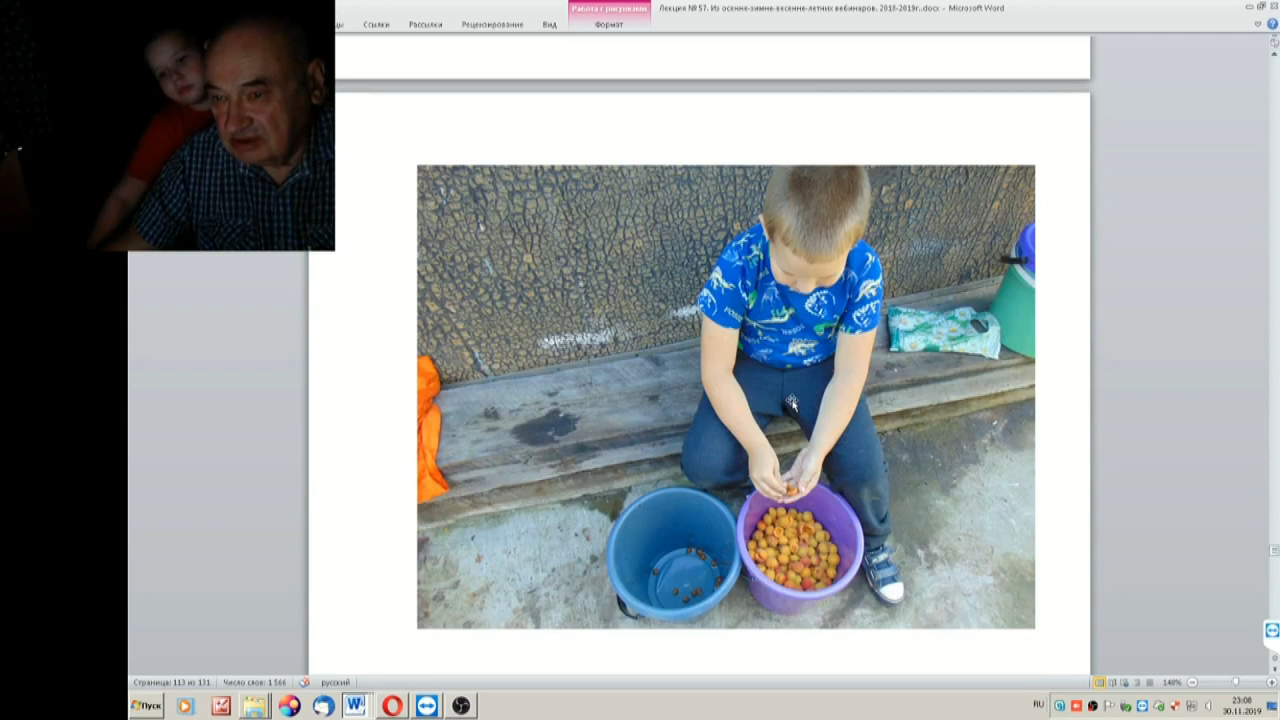 Работа с рисунками
Лекция № 57. Из осенне-зимне-весенне-летних вебинаров. 2018-2019г..docx - Microsoft Word
Ссылки
Рассылки
Рецензирование
Вид
Формат
Страница: 113 из 131
Число слов: 1 566
русский
140%
Пуск
RU
23:08
30.11.2019